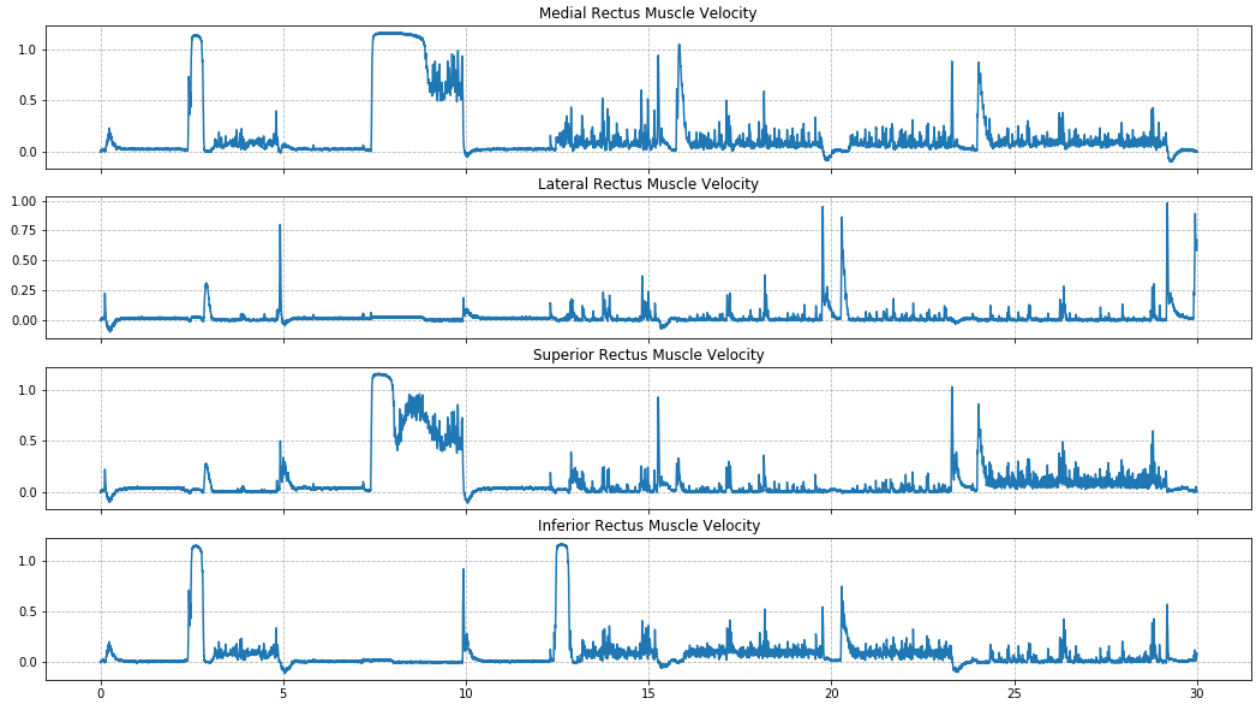 Medial Rectus Muscle Velocity
1.0
0.5
0.0
Lateral Rectus Muscle Velocity
1.00
0.75
0.50
0.25
0.00
Superior Rectus Muscle Velocity
1.0
0.5
0.0
Inferior Rectus Muscle Velocity
1.0
0.5
0.0
0 5 10 15 20 25 30